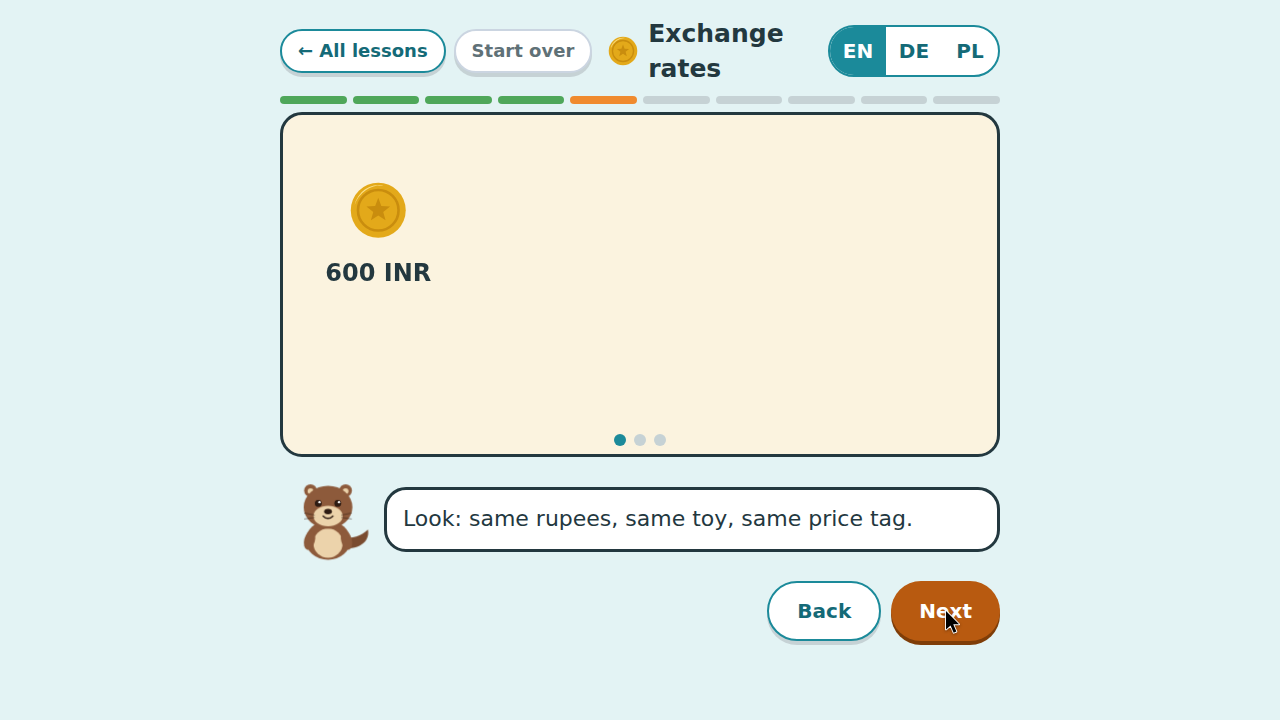 ← All lessons
Start over
Exchange
rates
EN
DE
PL
600 INR
Look: same rupees, same toy, same price tag.
Back
Next